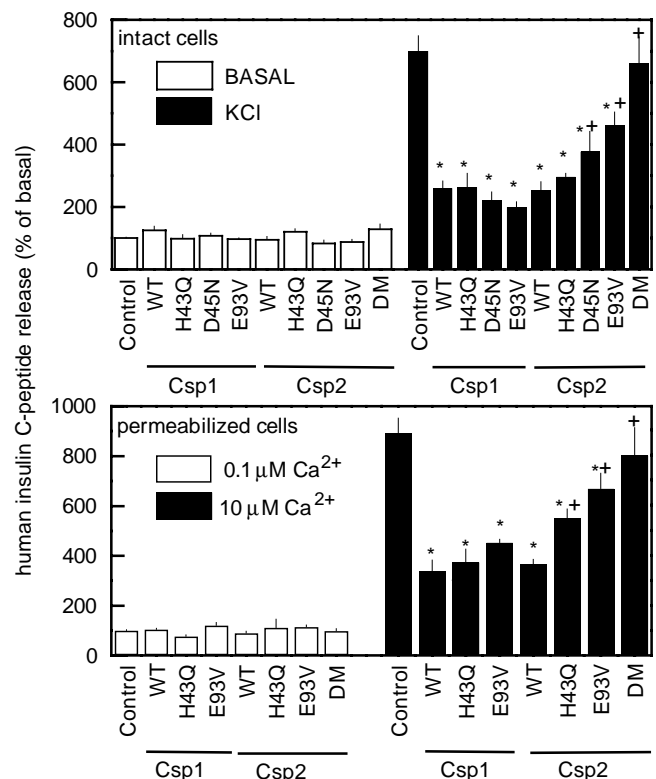 human insulin C-peptide release (% of basal)
800
600
400
200
0
intact cells
BASAL
KCl
* * * * * * *+ *+ +
Control WT H43Q D45N E93V WT H43Q D45N E93V DM
WT H43Q D45N E93V WT H43Q D45N E93V DM
Control
Csp1 Csp2 Csp1 Csp2
1000
800
600
400
200
0
permeabilized cells
0.1 µM Ca2+
10 µM Ca2+
* * * * *+ *+ +
Control WT H43Q E93V WT H43Q E93V DM
Control WT H43Q E93V WT H43Q E93V DM
Csp1 Csp2 Csp1 Csp2